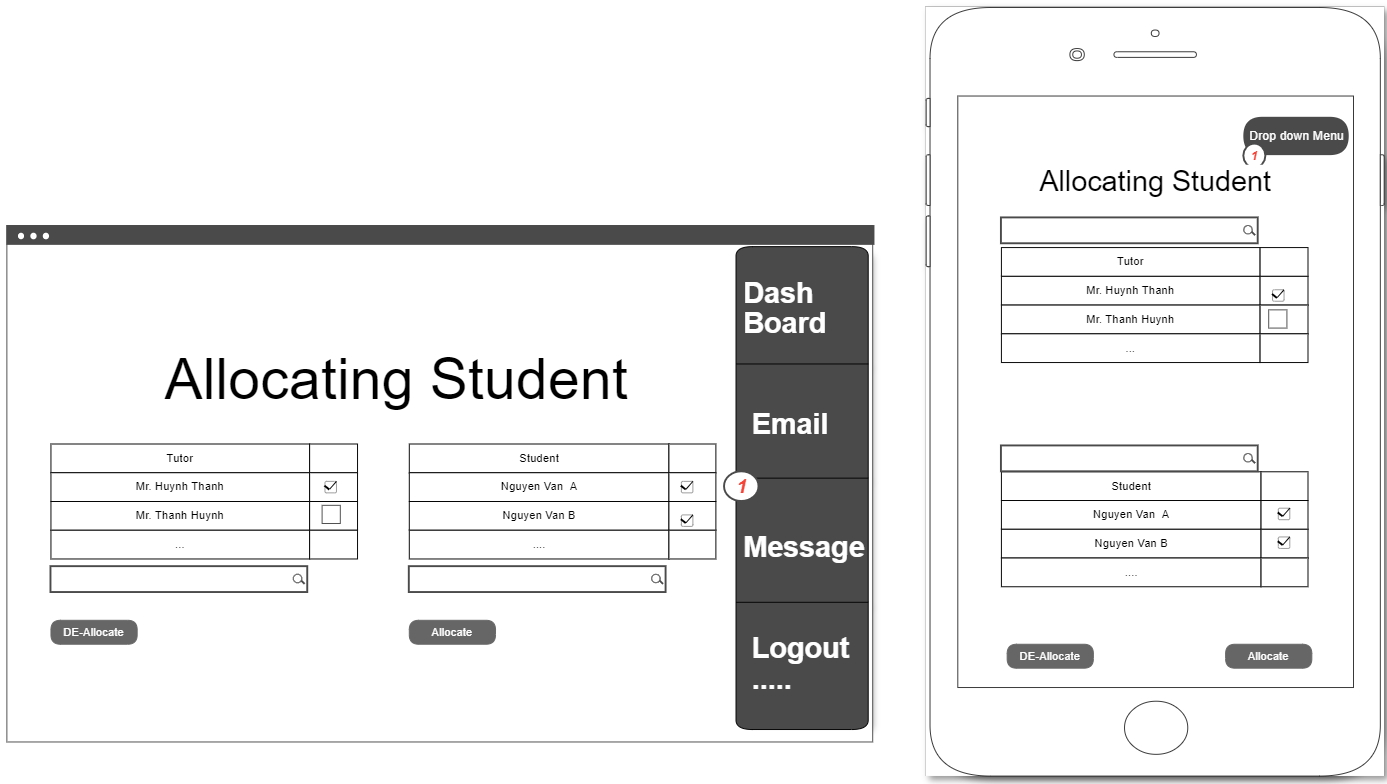 Allocating Student
Tutor
Mr. Huynh Thanh
Mr. Thanh Huynh
...
DE-Allocate
Student
Nguyen Van A
Nguyen Van B
....
Allocate
1
Dash
Board
Email
Message
Logout
.....
Drop down Menu
1
Allocating Student
Tutor
Mr. Huynh Thanh
Mr. Thanh Huynh
...
Student
Nguyen Van A
Nguyen Van B
....
DE-Allocate
Allocate